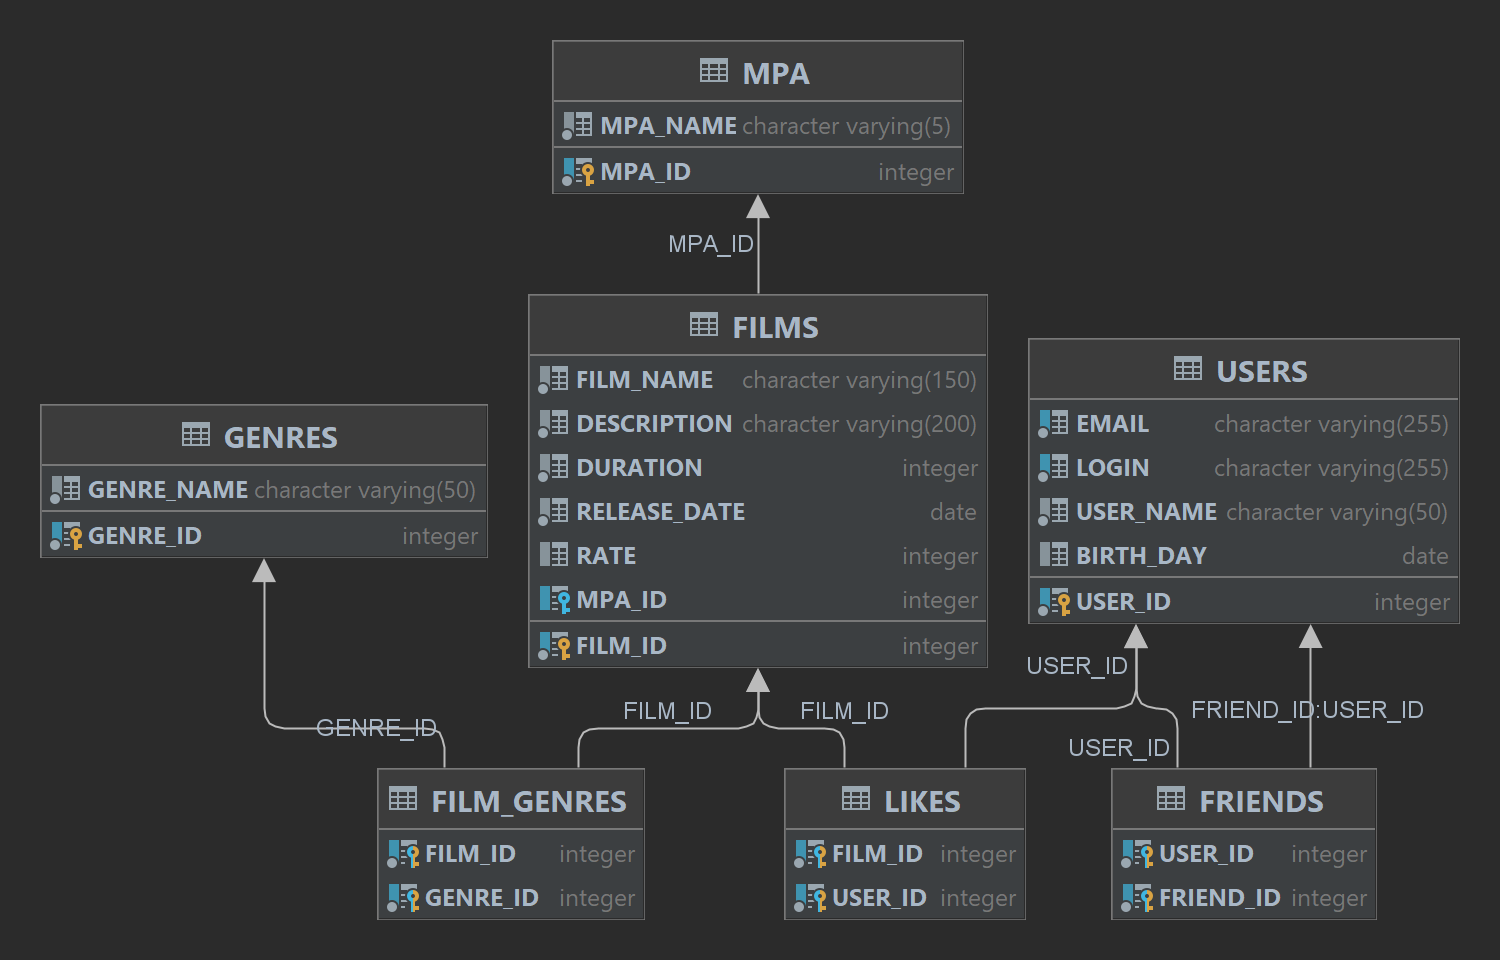 MPA
MPA_NAME character varying(5)
MPA_ID integer
MPA_ID
FILMS
FILM_NAME character varying(150)
DESCRIPTION character varying(200)
DURATION integer
RELEASE_DATE date
RATE integer
MPA_ID integer
FILM_ID integer
USERS
EMAIL character varying(255)
LOGIN character varying(255)
USER_NAME character varying(50)
BIRTH_DAY date
USER_ID integer
GENRES
GENRE_NAME character varying(50)
GENRE_ID integer
GENRE_ID
FILM_ID
FILM_ID
USER_ID
FRIEND_ID:USER_ID
USER_ID
FILM_GENRES
FILM_ID integer
GENRE_ID integer
LIKES
FILM_ID integer
USER_ID integer
FRIENDS
USER_ID integer
FRIEND_ID integer